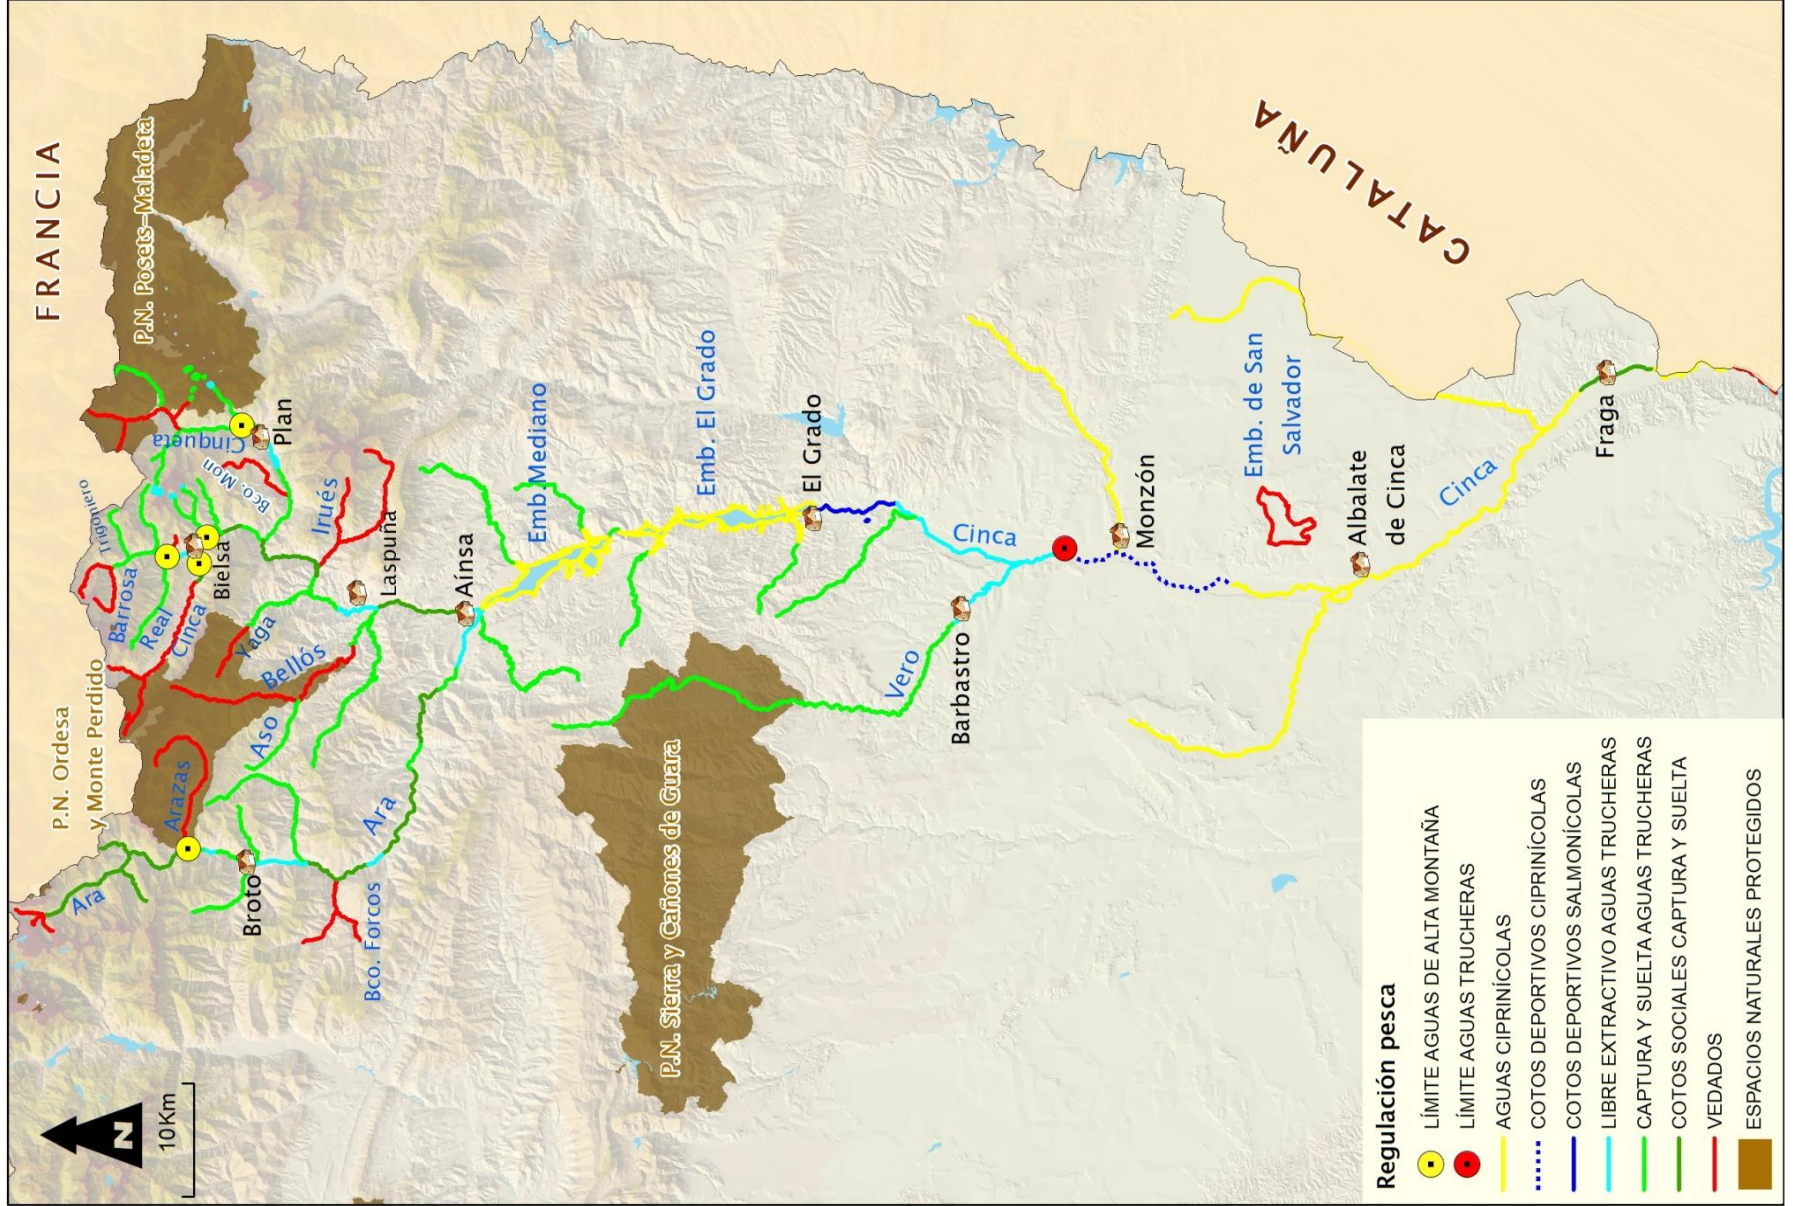 FRANCIA
CATALUÑA
P.N. Posets-Maladeta
P.N. Ordesa
y Monte Perdido
P.N. Sierra y Cañones de Guara
N
10Km
Trigoniero
Barrosa
Real
Cinca
Cinqueta
Bco. Mon
Irués
Yaga
Bellós
Aso
Arazas
Ara
Ara
Bco. Forcos
Plan
Bielsa
Laspuña
Aínsa
Broto
Emb. Mediano
Emb. El Grado
El Grado
Cinca
Vero
Barbastro
Monzón
Emb. de San
Salvador
Albalate
de Cinca
Cinca
Fraga
Regulación pesca
LÍMITE AGUAS DE ALTA MONTAÑA
LÍMITE AGUAS TRUCHERAS
AGUAS CIPRINÍCOLAS
COTOS DEPORTIVOS CIPRINÍCOLAS
COTOS DEPORTIVOS SALMONÍCOLAS
LIBRE EXTRACTIVO AGUAS TRUCHERAS
CAPTURA Y SUELTA AGUAS TRUCHERAS
COTOS SOCIALES CAPTURA Y SUELTA
VEDADOS
ESPACIOS NATURALES PROTEGIDOS